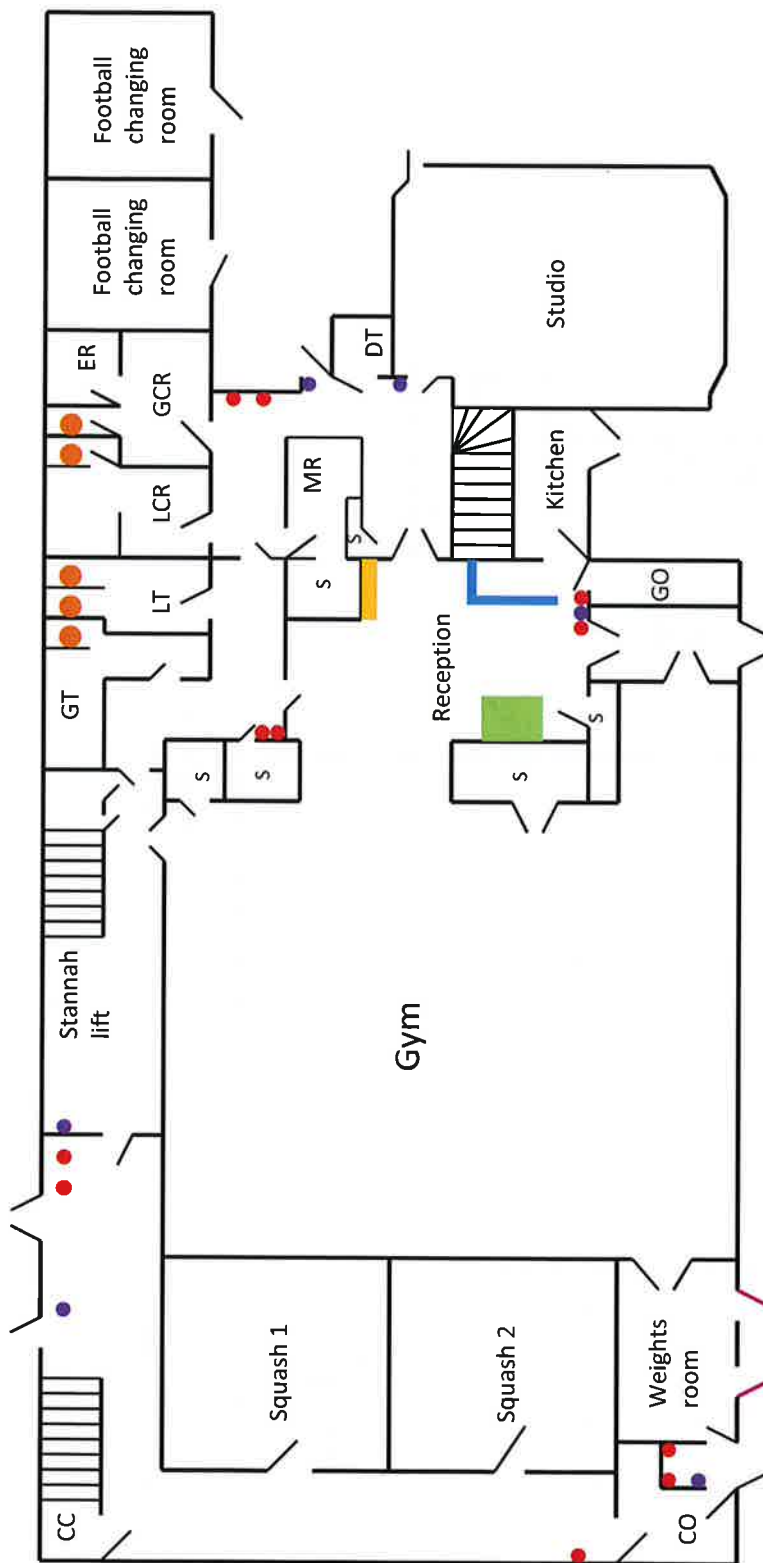 CC
Stannah
lift
GT
ER
Football
changing
room
Football
changing
room
LT
LCR
GCR
S
S
Squash 1
MR
S
S
DT
Gym
Reception
Squash 2
S
Kitchen
Studio
S
Weights
room
GO
CO